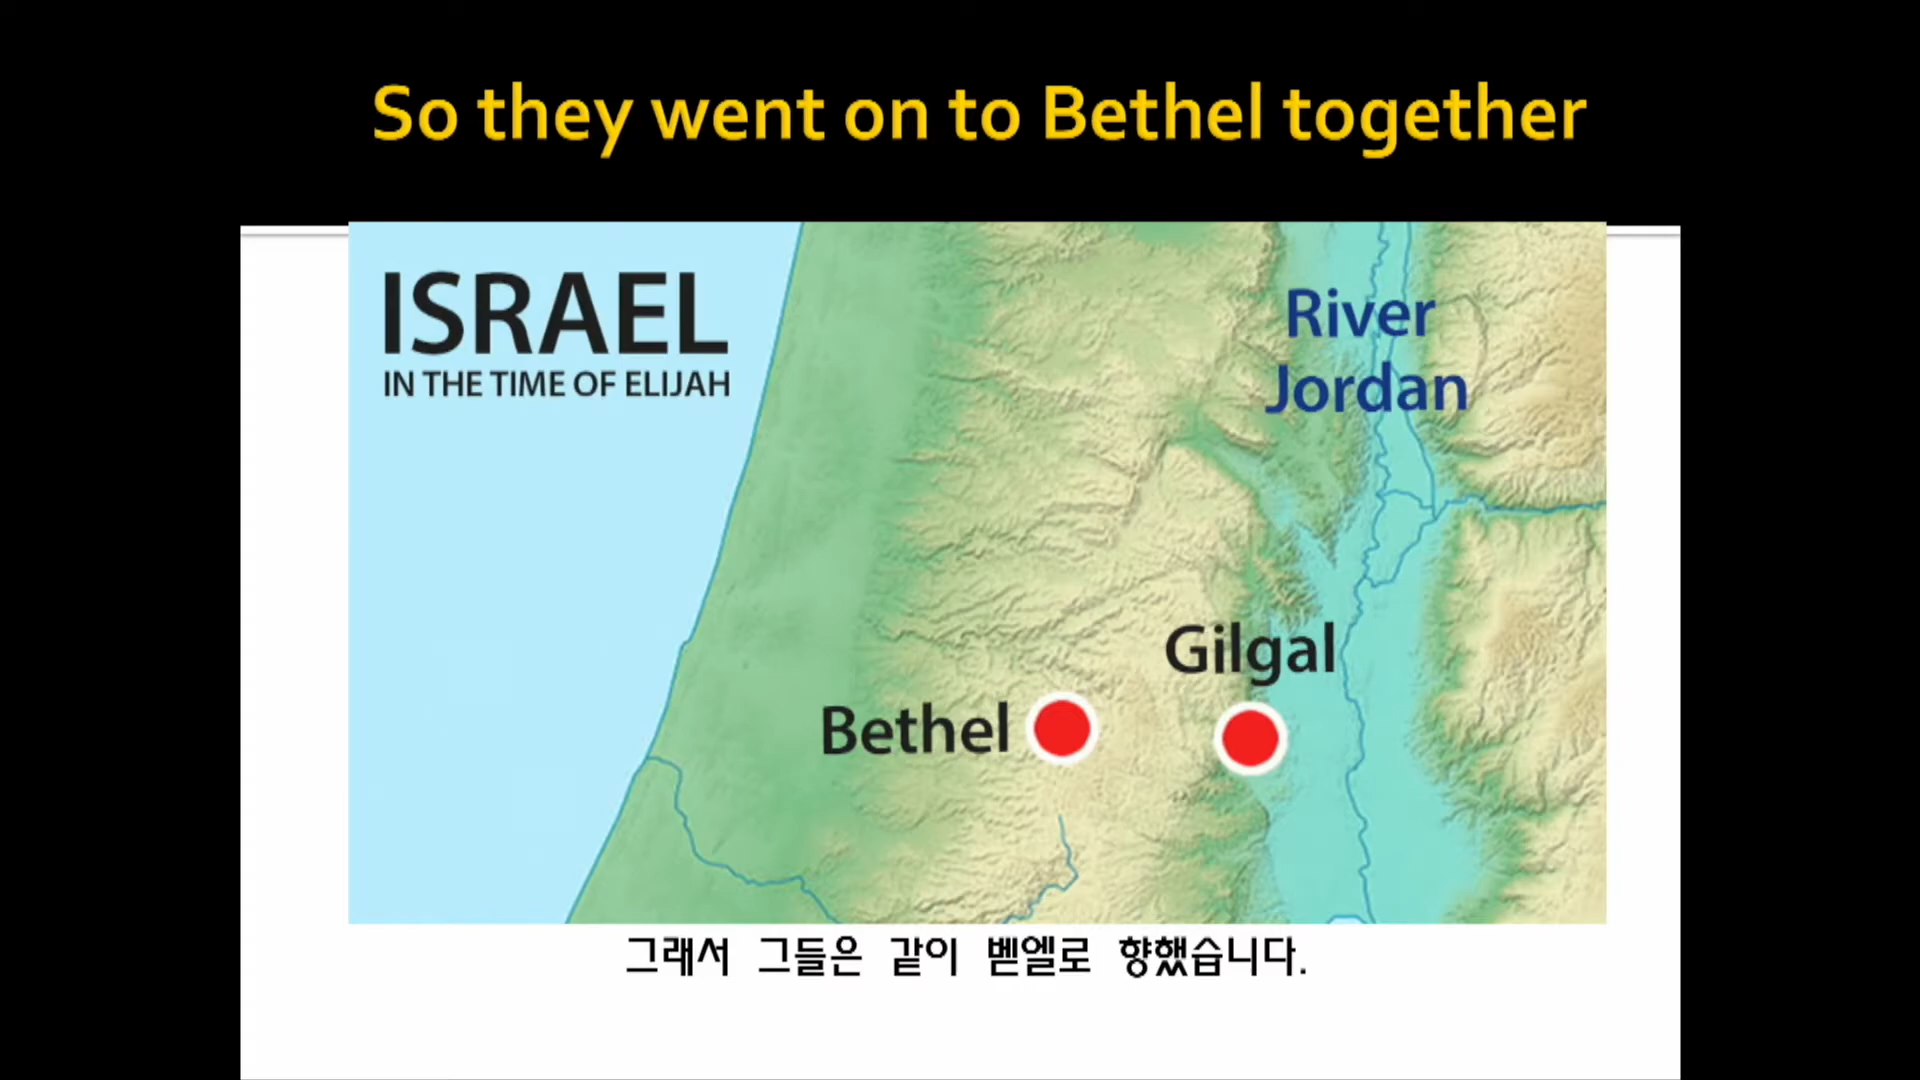 So they went on to Bethel together
ISRAEL
IN THE TIME OF ELIJAH
River
Jordan
Gilgal
Bethel
그래서 그들은 같이 벧엘로 향했습니다.